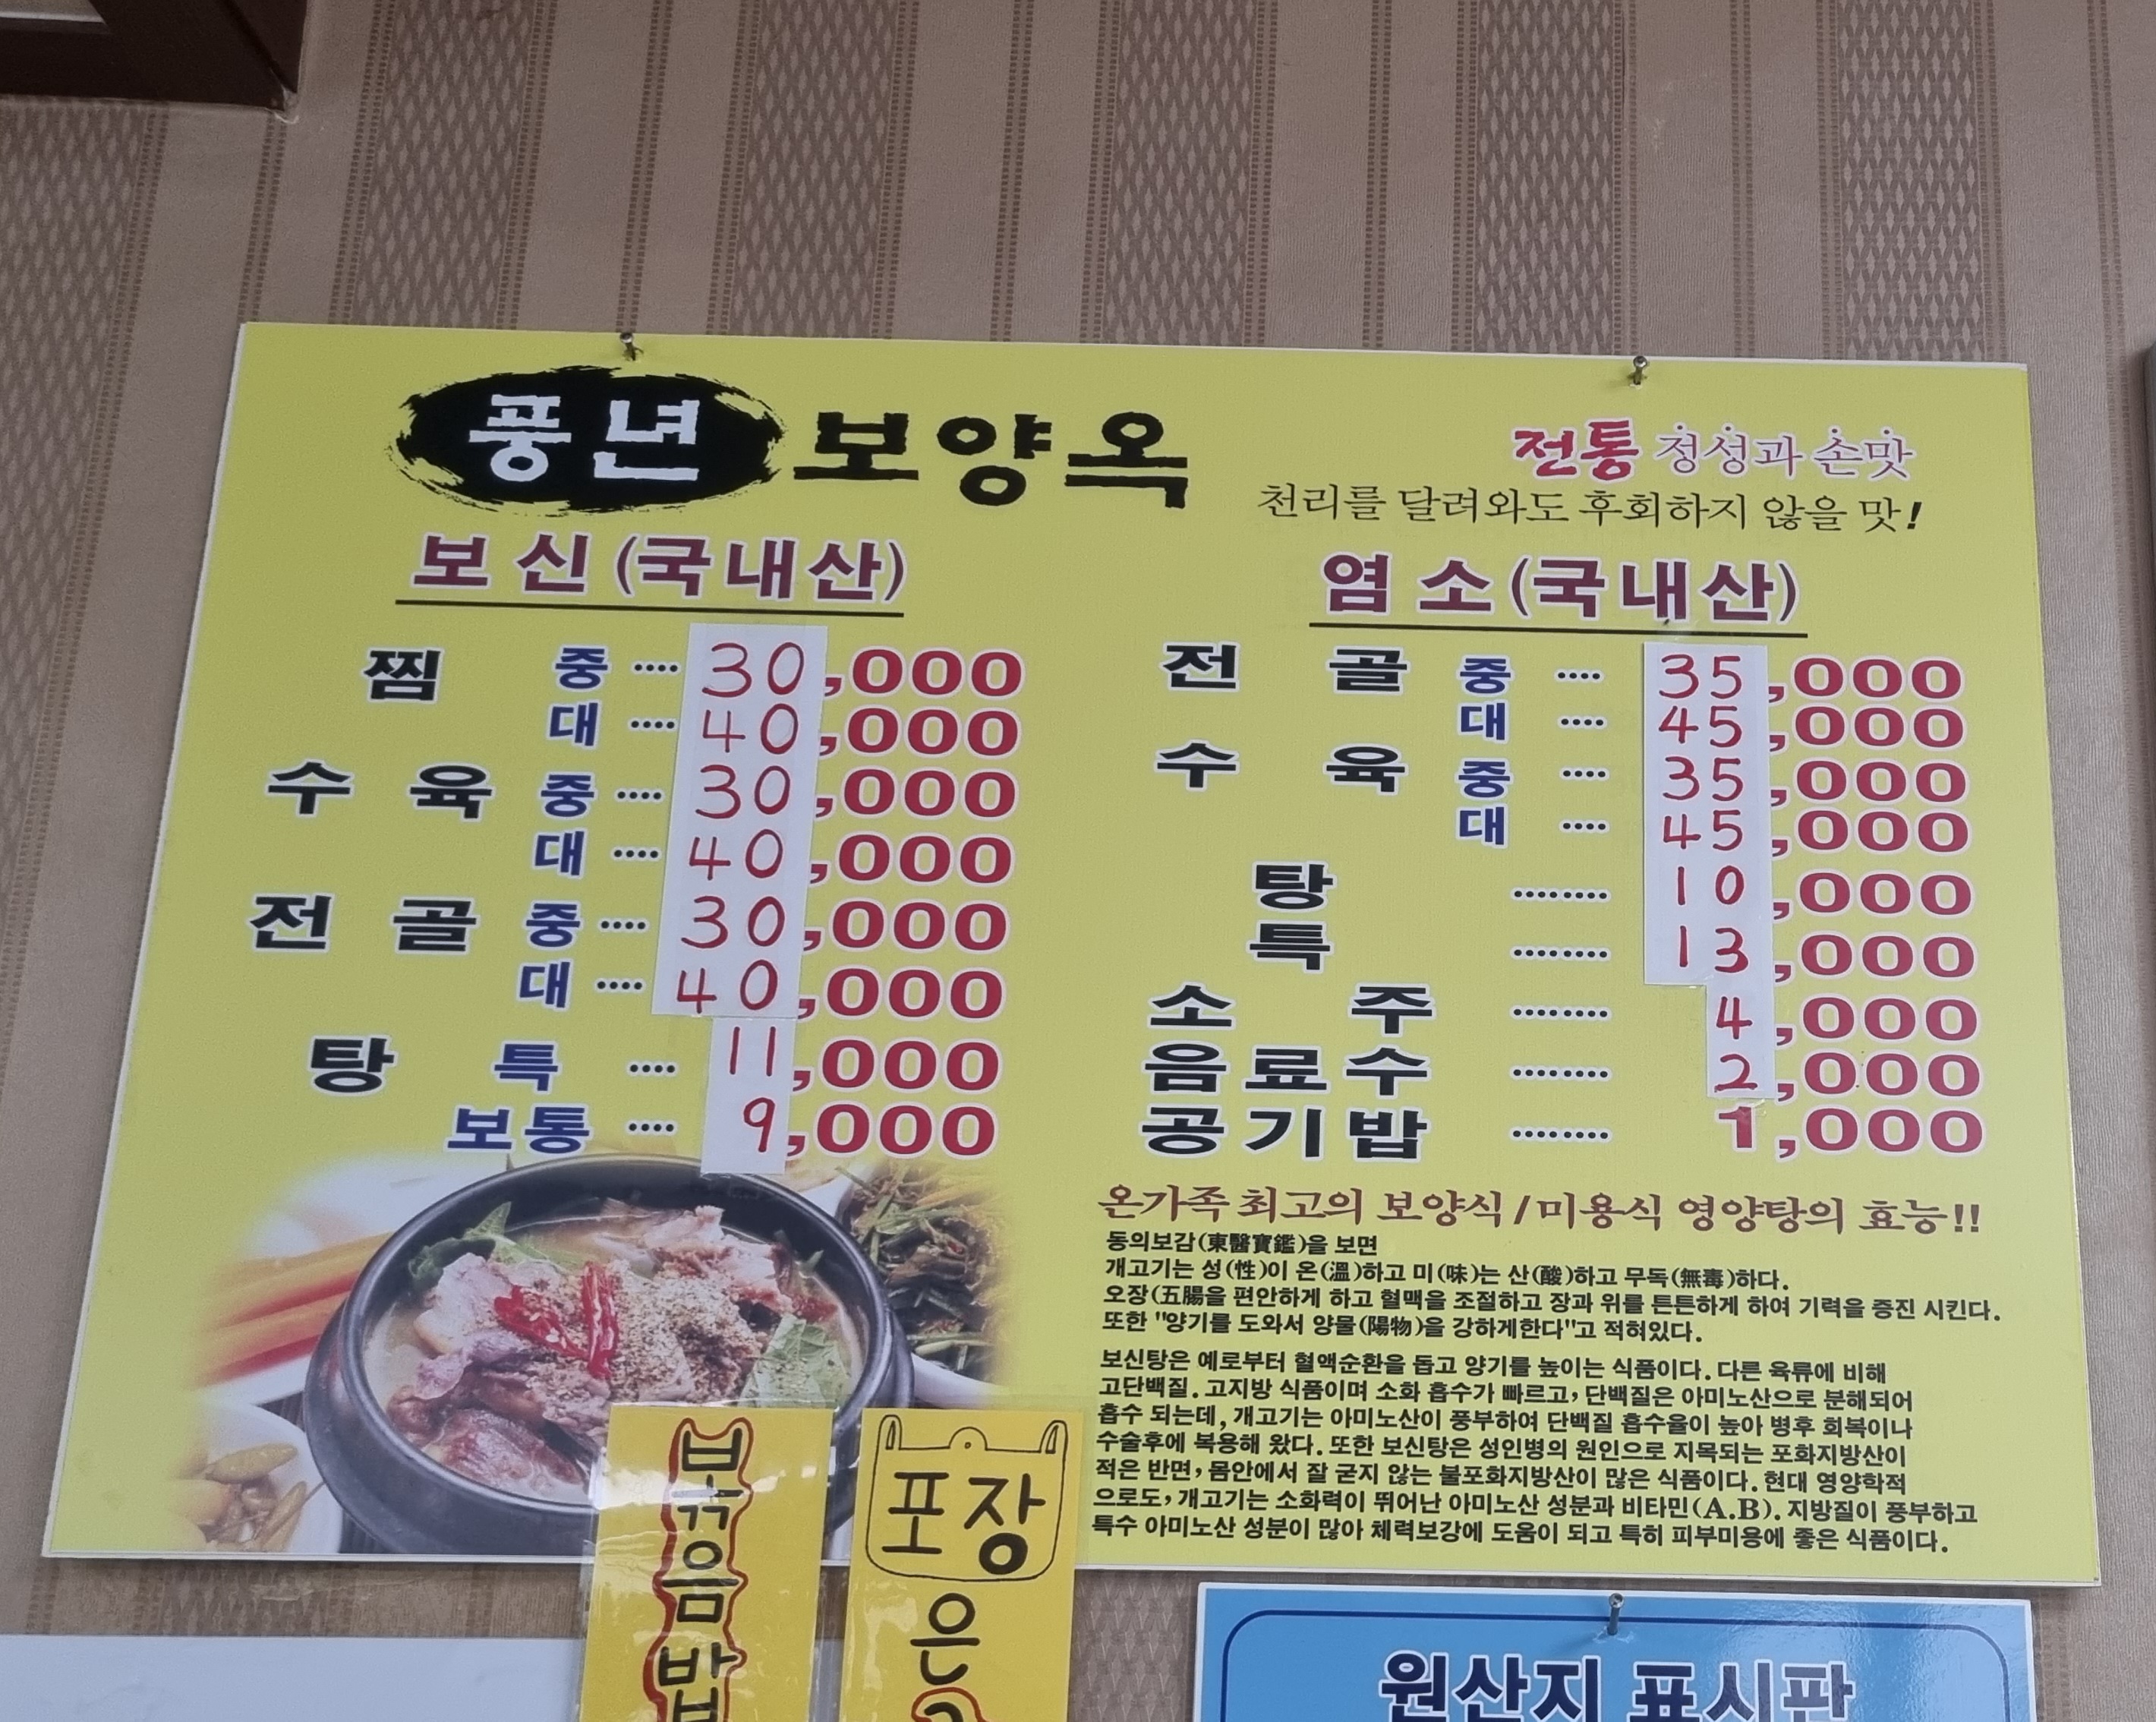 풍년 보양옥
전통 정성과 손맛
천리를 달려와도 후회하지 않을 맛!
보신(국내산)
찜 중 ···· 30,000
대 ···· 40,000
수육 중 ···· 30,000
대 ···· 40,000
전골 중 ···· 30,000
대 ···· 40,000
탕 특 ···· 11,000
보통 ···· 9,000
염소(국내산)
전골 중 ···· 35,000
대 ···· 45,000
수육 중 ···· 35,000
대 ···· 45,000
탕 ········ 10,000
특 ········ 13,000
소주 ········ 4,000
음료수 ········ 2,000
공기밥 ········ 1,000
온가족 최고의 보양식/미용식 영양탕의 효능!!
동의보감(東醫寶鑑)을 보면
개고기는 성(性)이 온(溫)하고 미(味)는 산(酸)하고 무독(無毒)하다.
오장(五腸을 편안하게 하고 혈맥을 조절하고 장과 위를 튼튼하게 하여 기력을 증진 시킨다.
또한 "양기를 도와서 양물(陽物)을 강하게한다"고 적혀있다.
보신탕은 예로부터 혈액순환을 돕고 양기를 높이는 식품이다. 다른 육류에 비해
고단백질. 고지방 식품이며 소화 흡수가 빠르고, 단백질은 아미노산으로 분해되어
흡수 되는데, 개고기는 아미노산이 풍부하여 단백질 흡수율이 높아 병후 회복이나
수술후에 복용해 왔다. 또한 보신탕은 성인병의 원인으로 지목되는 포화지방산이
적은 반면, 몸안에서 잘 굳지 않는 불포화지방산이 많은 식품이다. 현대 영양학적
으로도, 개고기는 소화력이 뛰어난 아미노산 성분과 비타민(A.B). 지방질이 풍부하고
특수 아미노산 성분이 많아 체력보강에 도움이 되고 특히 피부미용에 좋은 식품이다.
볶음밥
포장
은
원산지 표시판